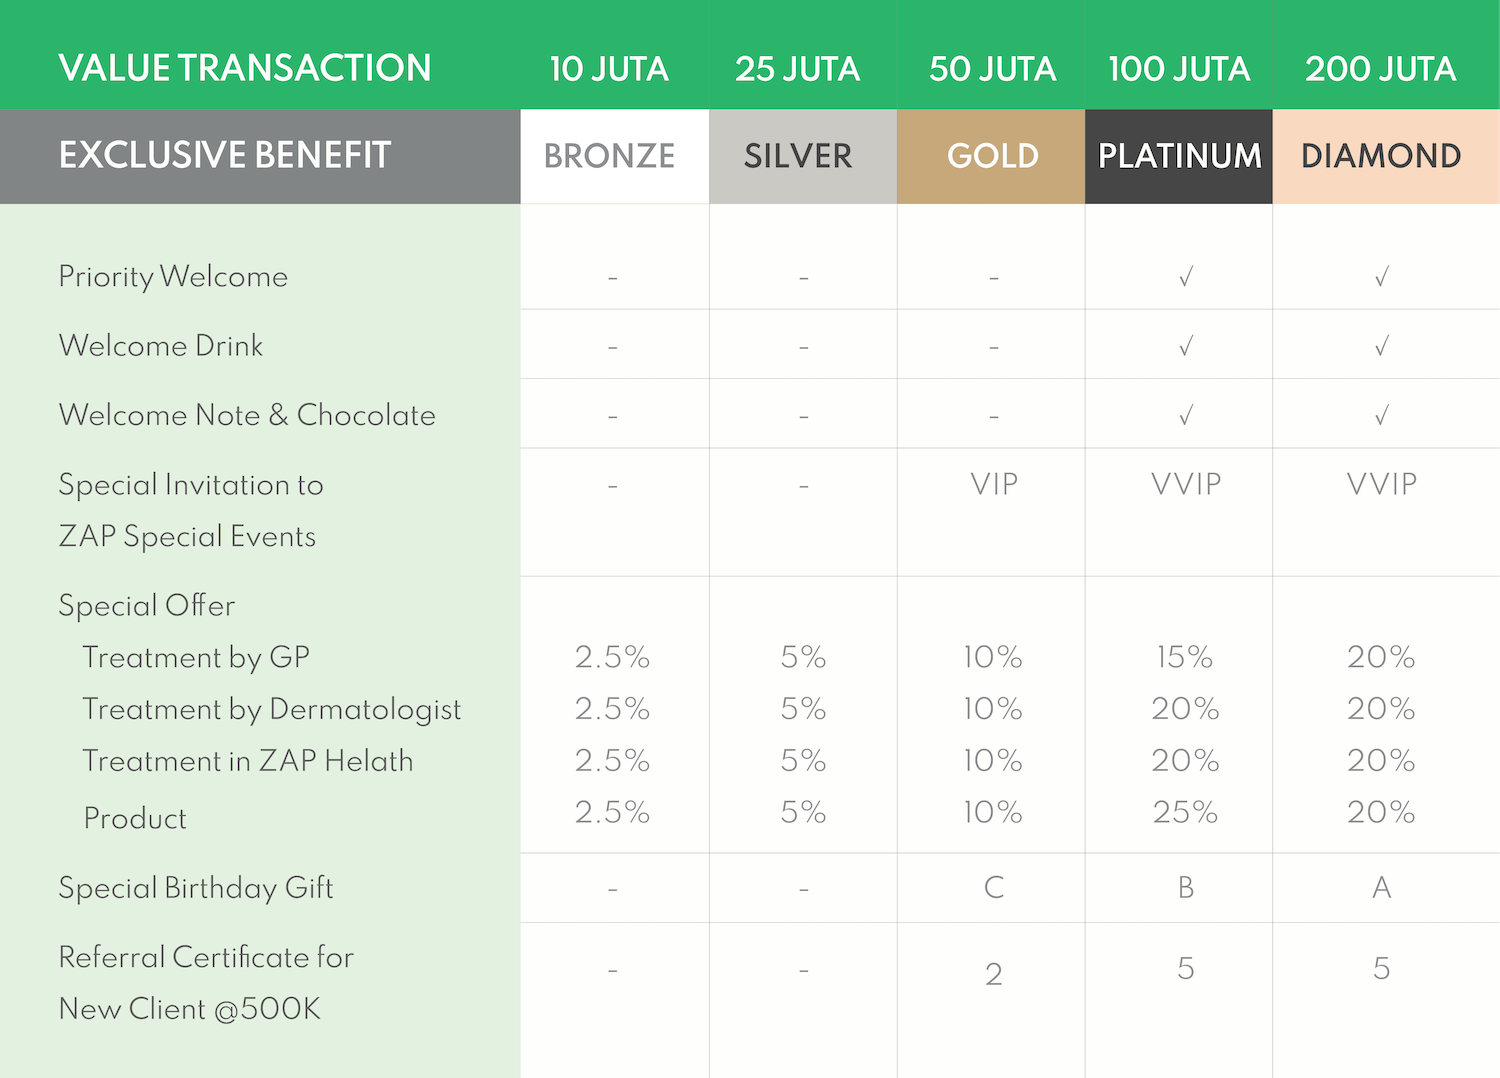 VALUE TRANSACTION 10 JUTA 25 JUTA 50 JUTA 100 JUTA 200 JUTA
EXCLUSIVE BENEFIT BRONZE SILVER GOLD PLATINUM DIAMOND
Priority Welcome - - - √ √
Welcome Drink - - - √ √
Welcome Note & Chocolate - - - √ √
Special Invitation to - - VIP VVIP VVIP
ZAP Special Events
Special Offer
Treatment by GP 2.5% 5% 10% 15% 20%
Treatment by Dermatologist 2.5% 5% 10% 20% 20%
Treatment in ZAP Helath 2.5% 5% 10% 20% 20%
Product 2.5% 5% 10% 25% 20%
Special Birthday Gift - - C B A
Referral Certificate for - - 2 5 5
New Client @500K